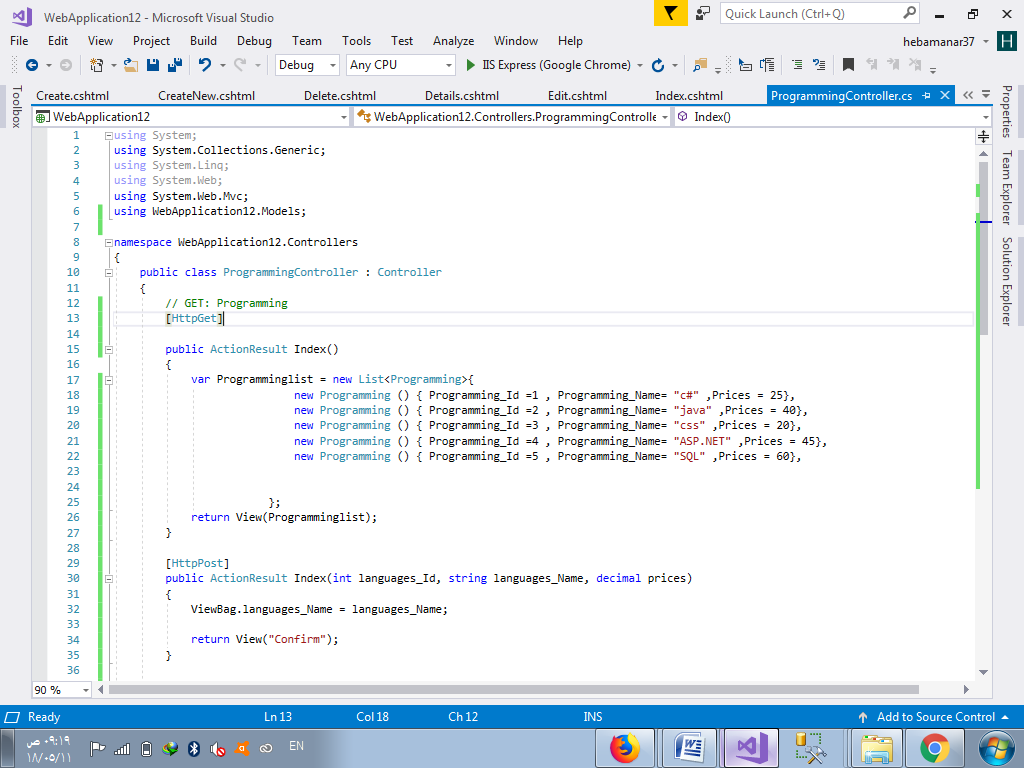 WebApplication12 - Microsoft Visual Studio
Quick Launch (Ctrl+Q)
File Edit View Project Build Debug Team Tools Test Analyze Window Help
hebamanar37 H
Debug Any CPU IIS Express (Google Chrome)
Toolbox
Create.cshtml CreateNew.cshtml Delete.cshtml Details.cshtml Edit.cshtml Index.cshtml ProgrammingController.cs
WebApplication12 WebApplication12.Controllers.ProgrammingControlle Index()
Properties
Team Explorer
Solution Explorer
1 using System;
2 using System.Collections.Generic;
3 using System.Linq;
4 using System.Web;
5 using System.Web.Mvc;
6 using WebApplication12.Models;
7
8 namespace WebApplication12.Controllers
9 {
10 public class ProgrammingController : Controller
11 {
12 // GET: Programming
13 [HttpGet]
14
15 public ActionResult Index()
16 {
17 var Programminglist = new List<Programming>{
18 new Programming () { Programming_Id =1 , Programming_Name= "c#" ,Prices = 25},
19 new Programming () { Programming_Id =2 , Programming_Name= "java" ,Prices = 40},
20 new Programming () { Programming_Id =3 , Programming_Name= "css" ,Prices = 20},
21 new Programming () { Programming_Id =4 , Programming_Name= "ASP.NET" ,Prices = 45},
22 new Programming () { Programming_Id =5 , Programming_Name= "SQL" ,Prices = 60},
23
24
25 };
26 return View(Programminglist);
27 }
28
29 [HttpPost]
30 public ActionResult Index(int languages_Id, string languages_Name, decimal prices)
31 {
32 ViewBag.languages_Name = languages_Name;
33
34 return View("Confirm");
35 }
36
90 %
Ready Ln 13 Col 18 Ch 12 INS Add to Source Control
٠٩:١٩ ص
١٨/٠٥/١١
EN